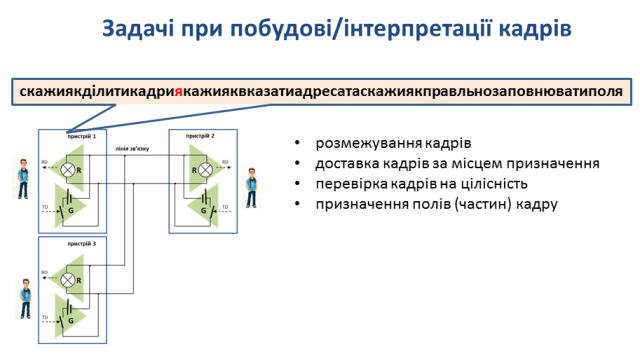 Задачі при побудові/інтерпретації кадрів
скажиякділитикадриякажияквказатиадресатаскажиякправльнозаповнюватиполя
пристрій 1
лінія зв'язку
пристрій 2
RD
R
R
RD
TD
G
G
TD
пристрій 3
RD
R
TD
G
• розмежування кадрів
• доставка кадрів за місцем призначення
• перевірка кадрів на цілісність
• призначення полів (частин) кадру